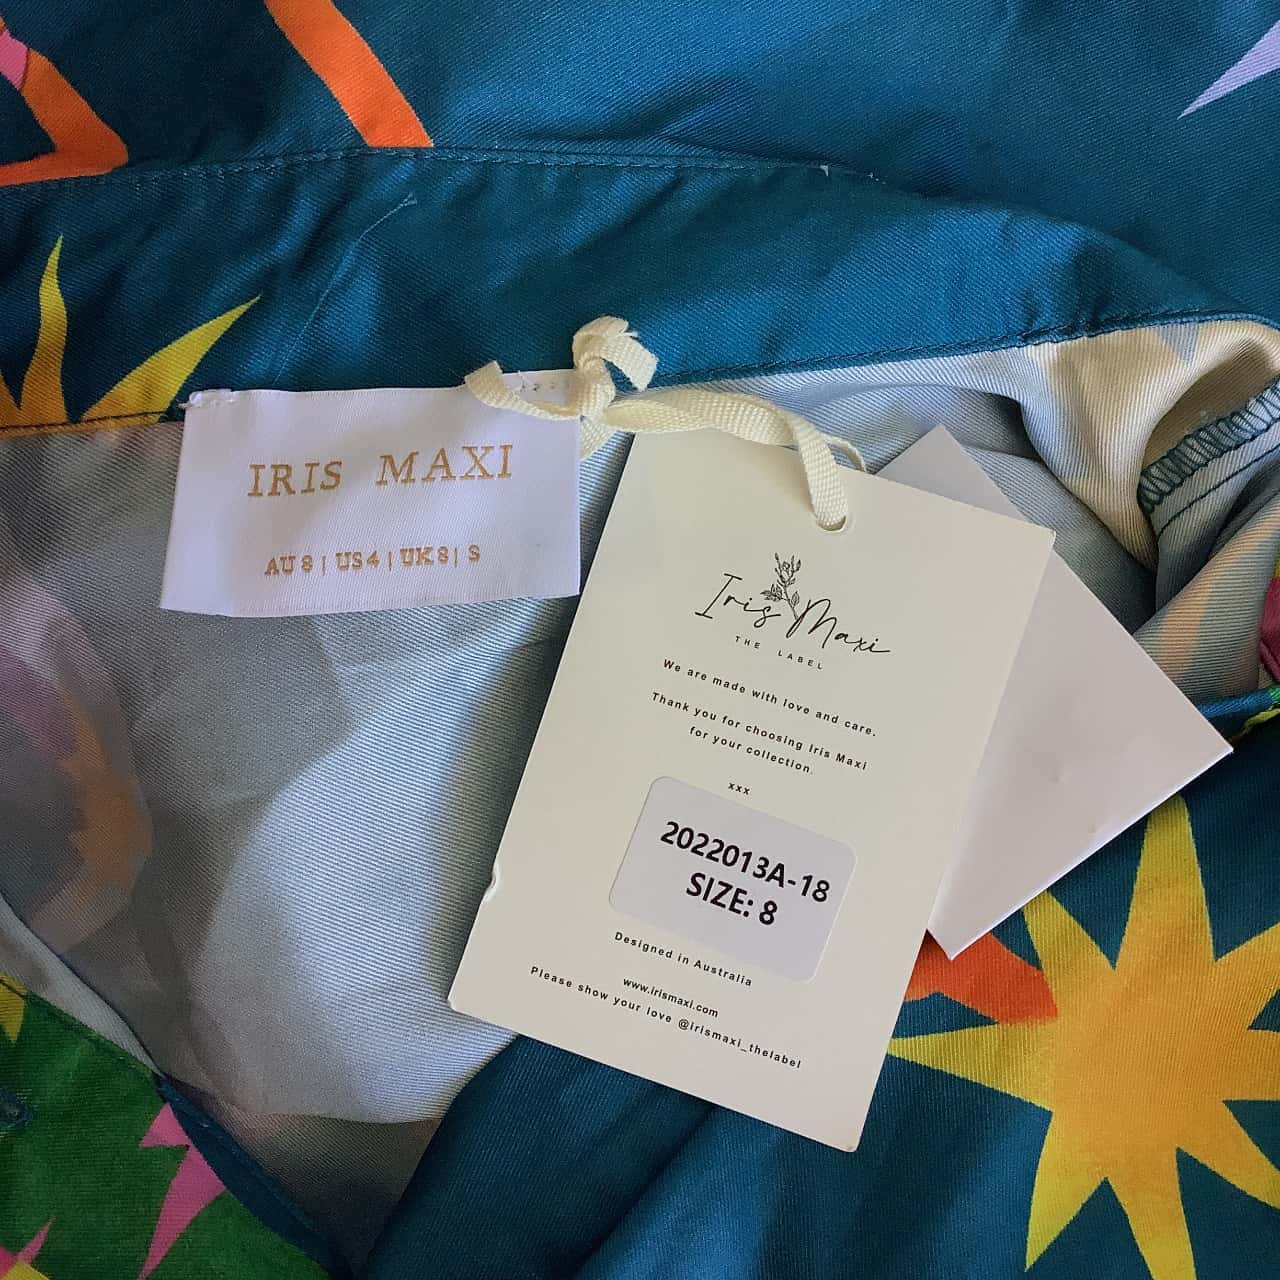 IRIS MAXI
AU 8 | US 4 | UK 8 | S
Iris Maxi
THE LABEL
We are made with love and care.
Thank you for choosing Iris Maxi
for your collection.
xxx
2022013A-18
SIZE: 8
Designed in Australia
www.irismaxi.com
Please show your love @irismaxi_thelabel